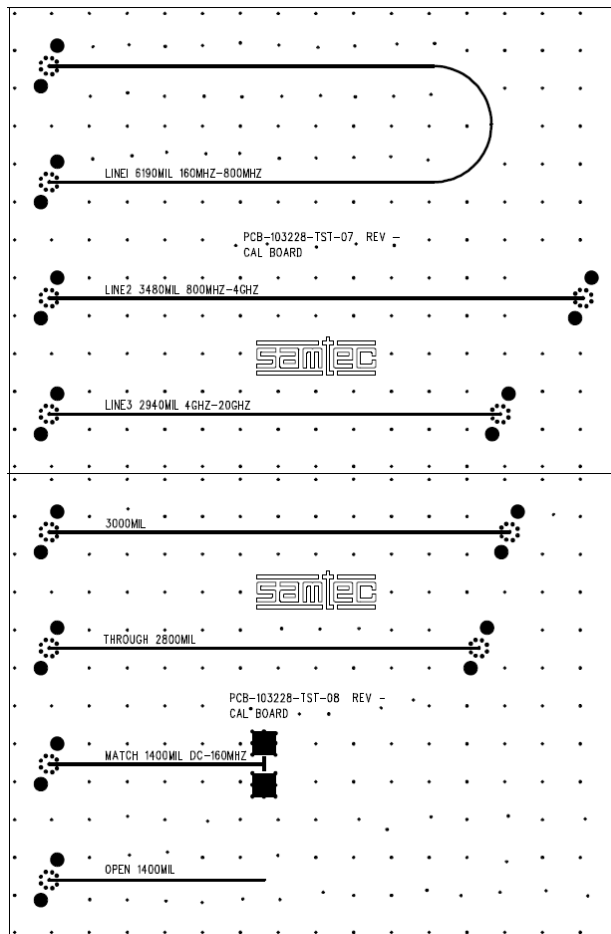 LINE1 6190MIL 160MHZ-800MHZ
PCB-103228-TST-07 REV -
CAL BOARD
LINE2 3480MIL 800MHZ-4GHZ
samtec
LINE3 2940MIL 4GHZ-20GHZ
3000MIL
samtec
THROUGH 2800MIL
PCB-103228-TST-08 REV -
CAL BOARD
MATCH 1400MIL DC-160MHZ
OPEN 1400MIL